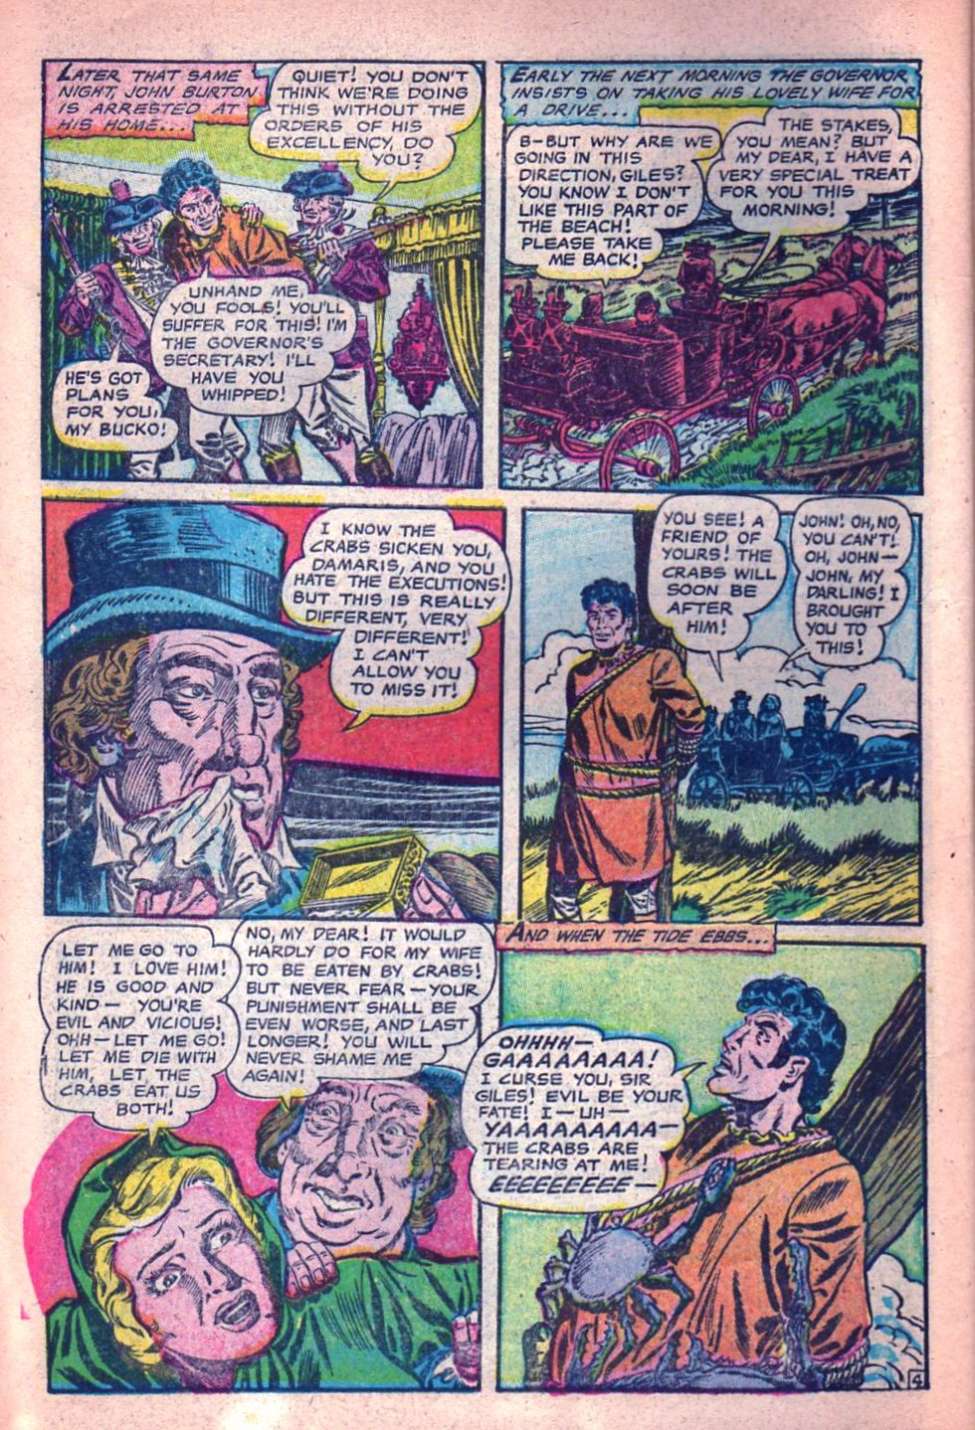 LATER THAT SAME
NIGHT, JOHN BURTON
IS ARRESTED AT
HIS HOME...
QUIET! YOU DON'T
THINK WE'RE DOING
THIS WITHOUT THE
ORDERS OF HIS
EXCELLENCY, DO
YOU?
UNHAND ME,
YOU FOOLS! YOU'LL
SUFFER FOR THIS! I'M
THE GOVERNOR'S
SECRETARY! I'LL
HAVE YOU
WHIPPED!
HE'S GOT
PLANS
FOR YOU,
MY BUCKO!
EARLY THE NEXT MORNING THE GOVERNOR
INSISTS ON TAKING HIS LOVELY WIFE FOR
A DRIVE...
B-BUT WHY ARE WE
GOING IN THIS
DIRECTION, GILES?
YOU KNOW I DON'T
LIKE THIS PART OF
THE BEACH!
PLEASE TAKE
ME BACK!
THE STAKES,
YOU MEAN? BUT
MY DEAR, I HAVE A
VERY SPECIAL TREAT
FOR YOU THIS
MORNING!
I KNOW THE
CRABS SICKEN YOU,
DAMARIS, AND YOU
HATE THE EXECUTIONS!
BUT THIS IS REALLY
DIFFERENT, VERY
DIFFERENT!
I CAN'T
ALLOW YOU
TO MISS IT!
YOU SEE! A
FRIEND OF
YOURS! THE
CRABS WILL
SOON BE
AFTER
HIM!
JOHN! OH, NO,
YOU CAN'T!
OH, JOHN—
JOHN, MY
DARLING! I
BROUGHT
YOU TO
THIS!
LET ME GO TO
HIM! I LOVE HIM!
HE IS GOOD AND
KIND— YOU'RE
EVIL AND VICIOUS!
OHH—LET ME GO!
LET ME DIE WITH
HIM, LET THE
CRABS EAT US
BOTH!
NO, MY DEAR! IT WOULD
HARDLY DO FOR MY WIFE
TO BE EATEN BY CRABS!
BUT NEVER FEAR—YOUR
PUNISHMENT SHALL BE
EVEN WORSE, AND LAST
LONGER! YOU WILL
NEVER SHAME ME
AGAIN!
AND WHEN THE TIDE EBBS...
OHHHH—
GAAAAAAAAA!
I CURSE YOU, SIR
GILES! EVIL BE YOUR
FATE! I—UH—
YAAAAAAAAAA—
THE CRABS ARE
TEARING AT ME!
EEEEEEEEEE—
4